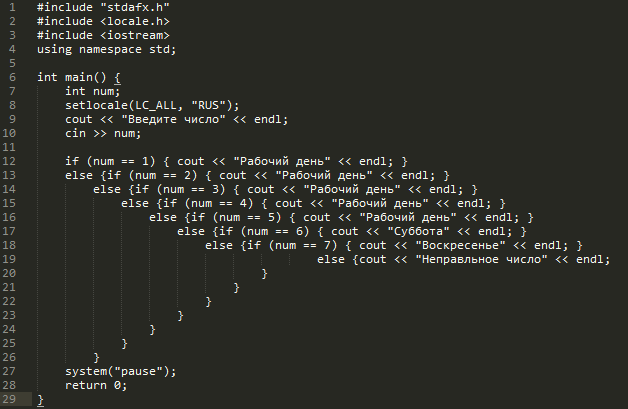 1 #include "stdafx.h"
2 #include <locale.h>
3 #include <iostream>
4 using namespace std;
5
6 int main() {
7 int num;
8 setlocale(LC_ALL, "RUS");
9 cout << "Введите число" << endl;
10 cin >> num;
11
12 if (num == 1) { cout << "Рабочий день" << endl; }
13 else {if (num == 2) { cout << "Рабочий день" << endl; }
14 else {if (num == 3) { cout << "Рабочий день" << endl; }
15 else {if (num == 4) { cout << "Рабочий день" << endl; }
16 else {if (num == 5) { cout << "Рабочий день" << endl; }
17 else {if (num == 6) { cout << "Суббота" << endl; }
18 else {if (num == 7) { cout << "Воскресенье" << endl; }
19 else {cout << "Неправльное число" << endl;
20 }
21 }
22 }
23 }
24 }
25 }
26 }
27 system("pause");
28 return 0;
29 }